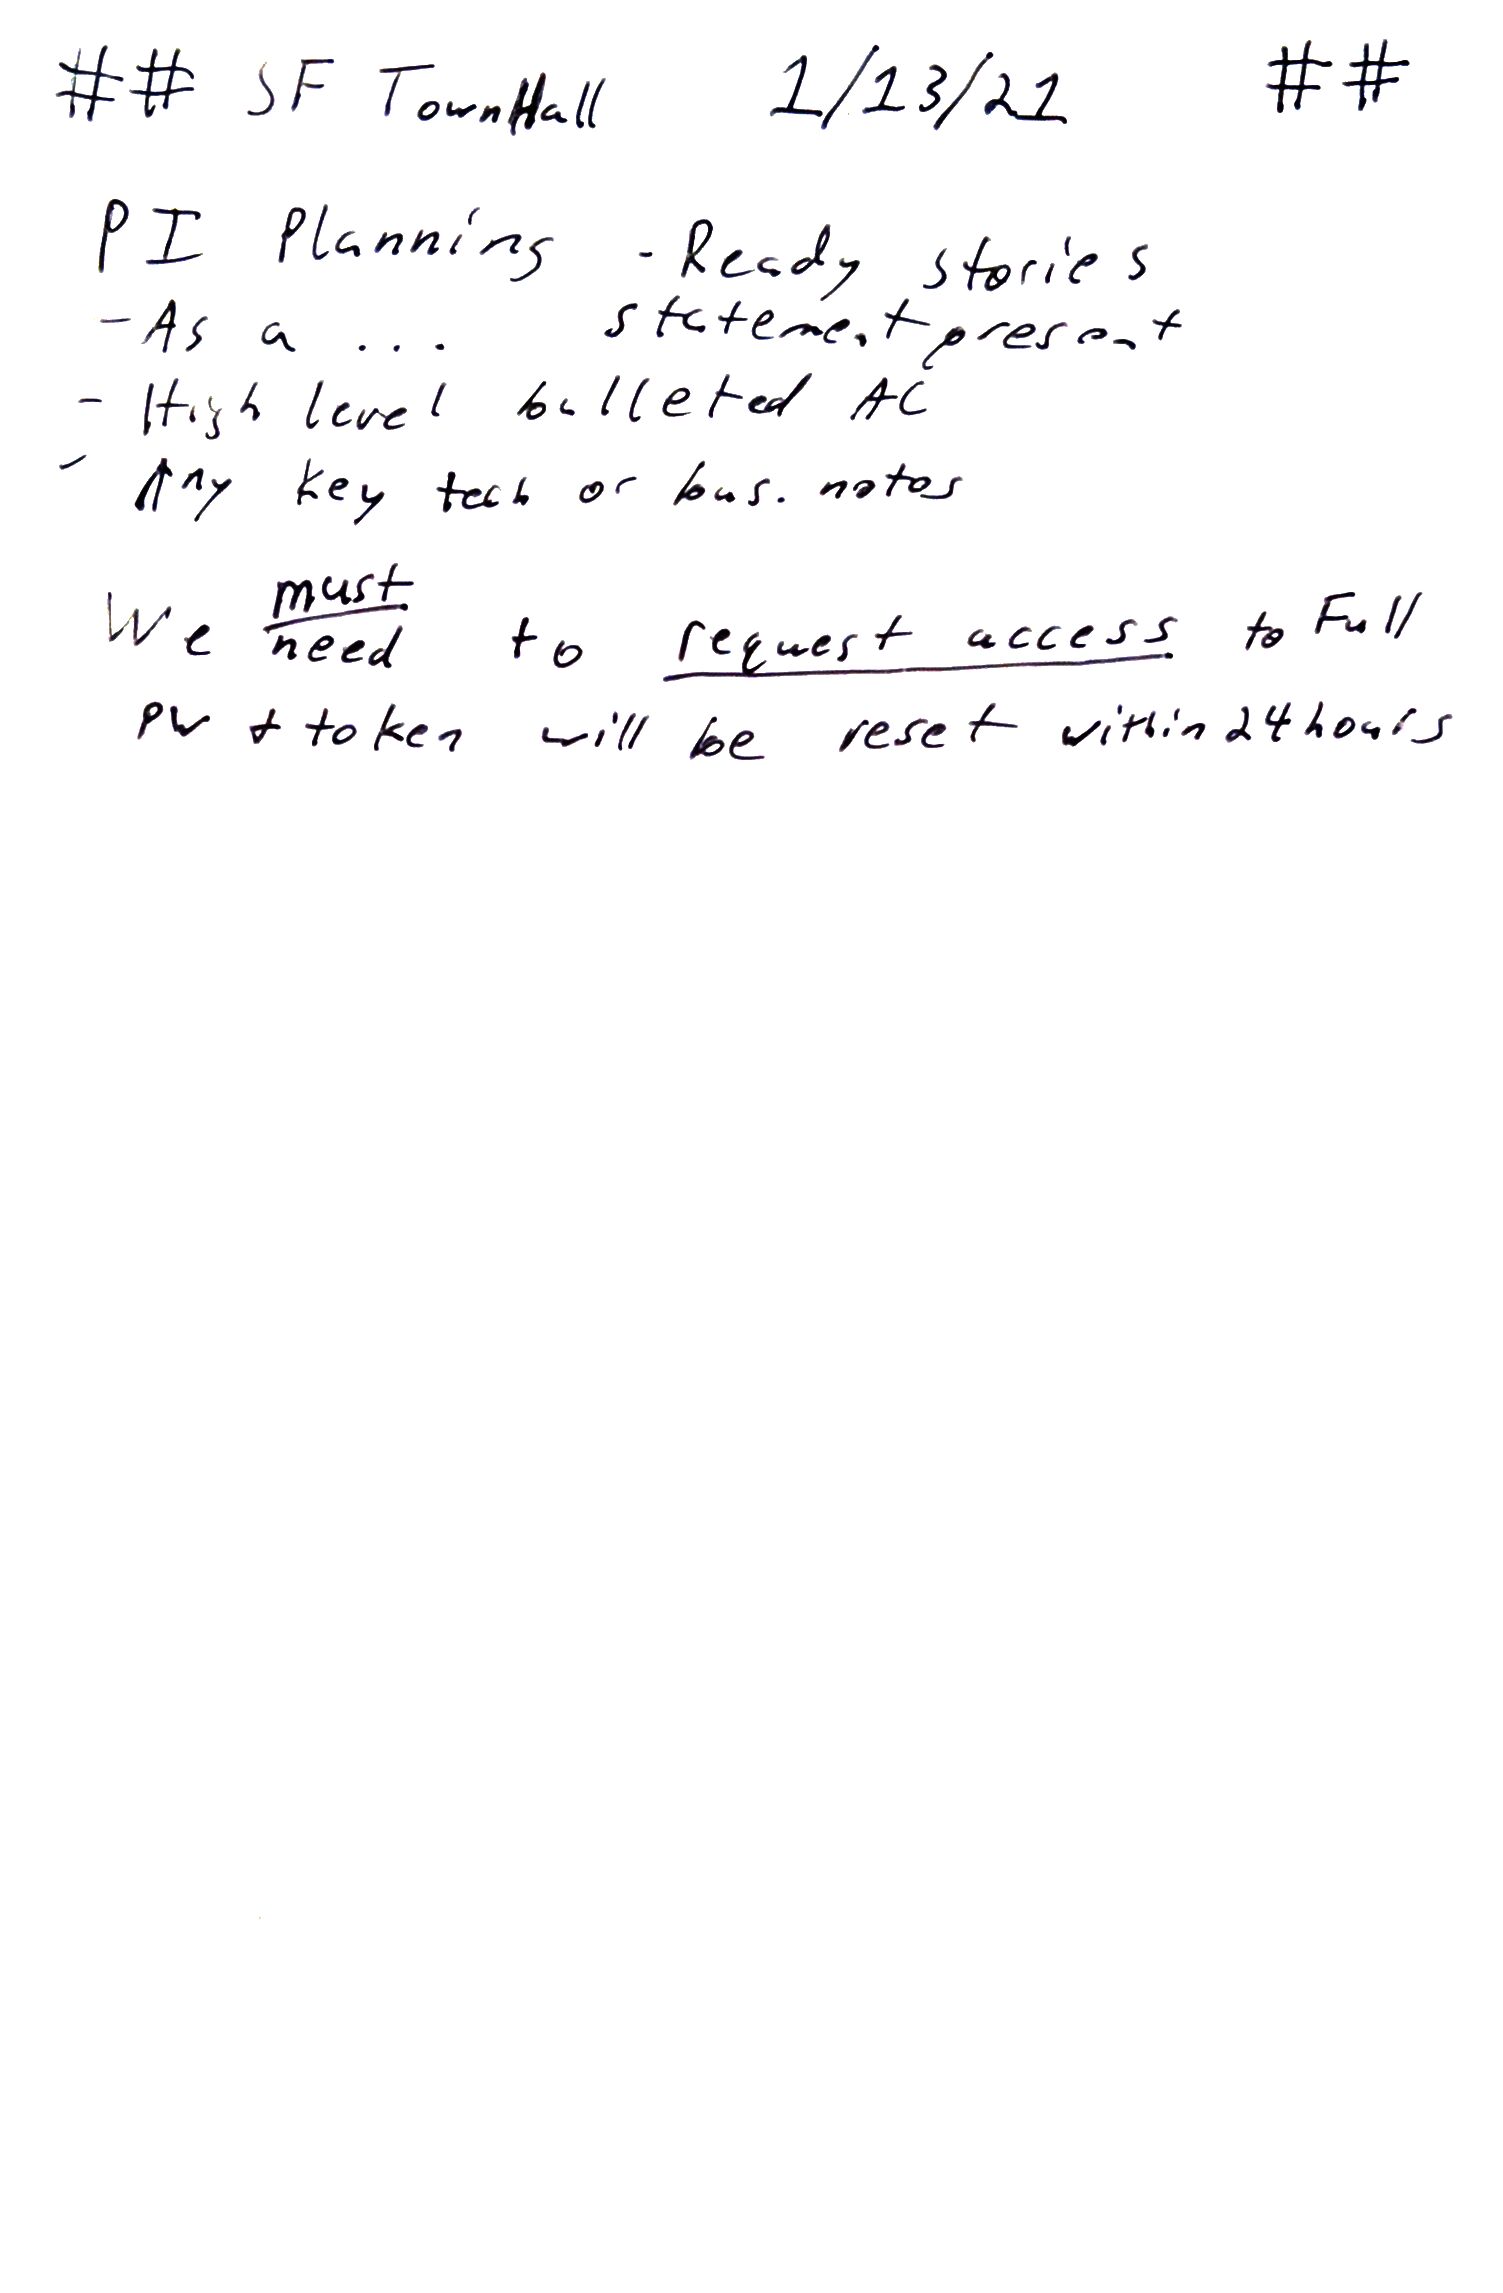 ## SF TownHall 1/13/21 ##
PI Planning - Ready stories
- As a ... statement present
- High level bulleted AC
- Any key tech or bus. notes
must
We need to request access to Full
PW & token will be reset within 24 hours